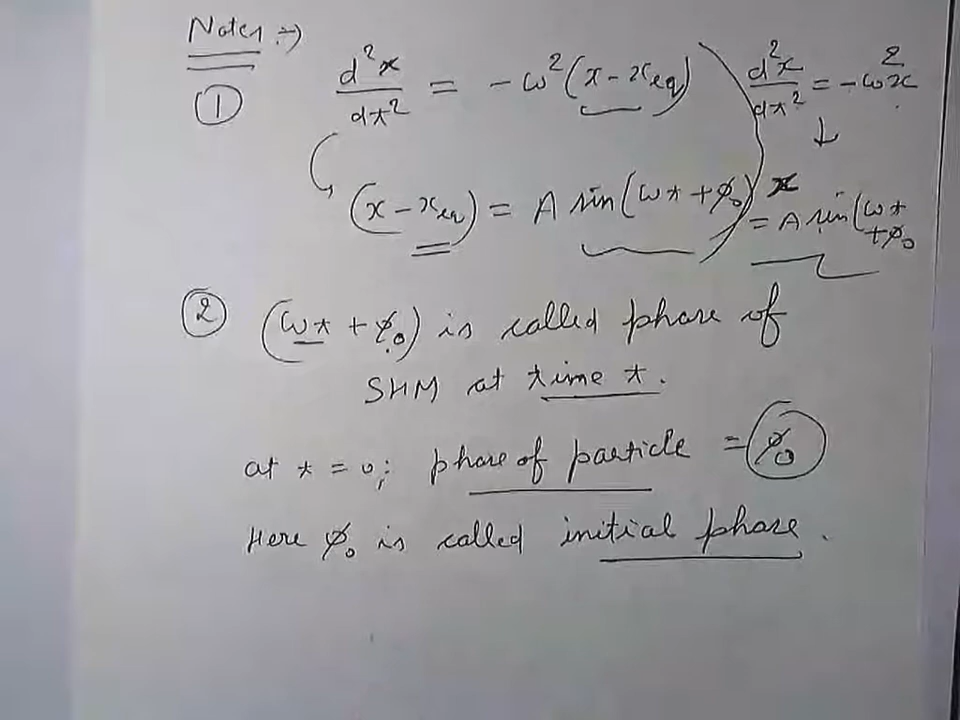 Notes :->
① d²x/dt² = - ω² (x - x_eq)
(x - x_eq) = A sin(ωt + φ₀)
d²x/dt² = - ω²x
↓
x = A sin(ωt + φ₀
② (ωt + φ₀) is called phase of
SHM at time t.
at t = 0; phase of particle = φ₀
Here φ₀ is called initial phase.